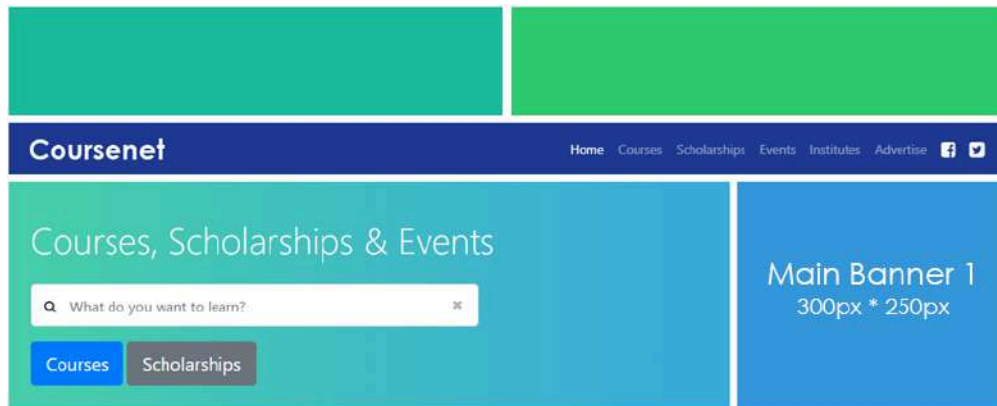 Coursenet
Home Courses Scholarships Events Institutes Advertise
Courses, Scholarships & Events
What do you want to learn?
Courses Scholarships
Main Banner 1
300px * 250px